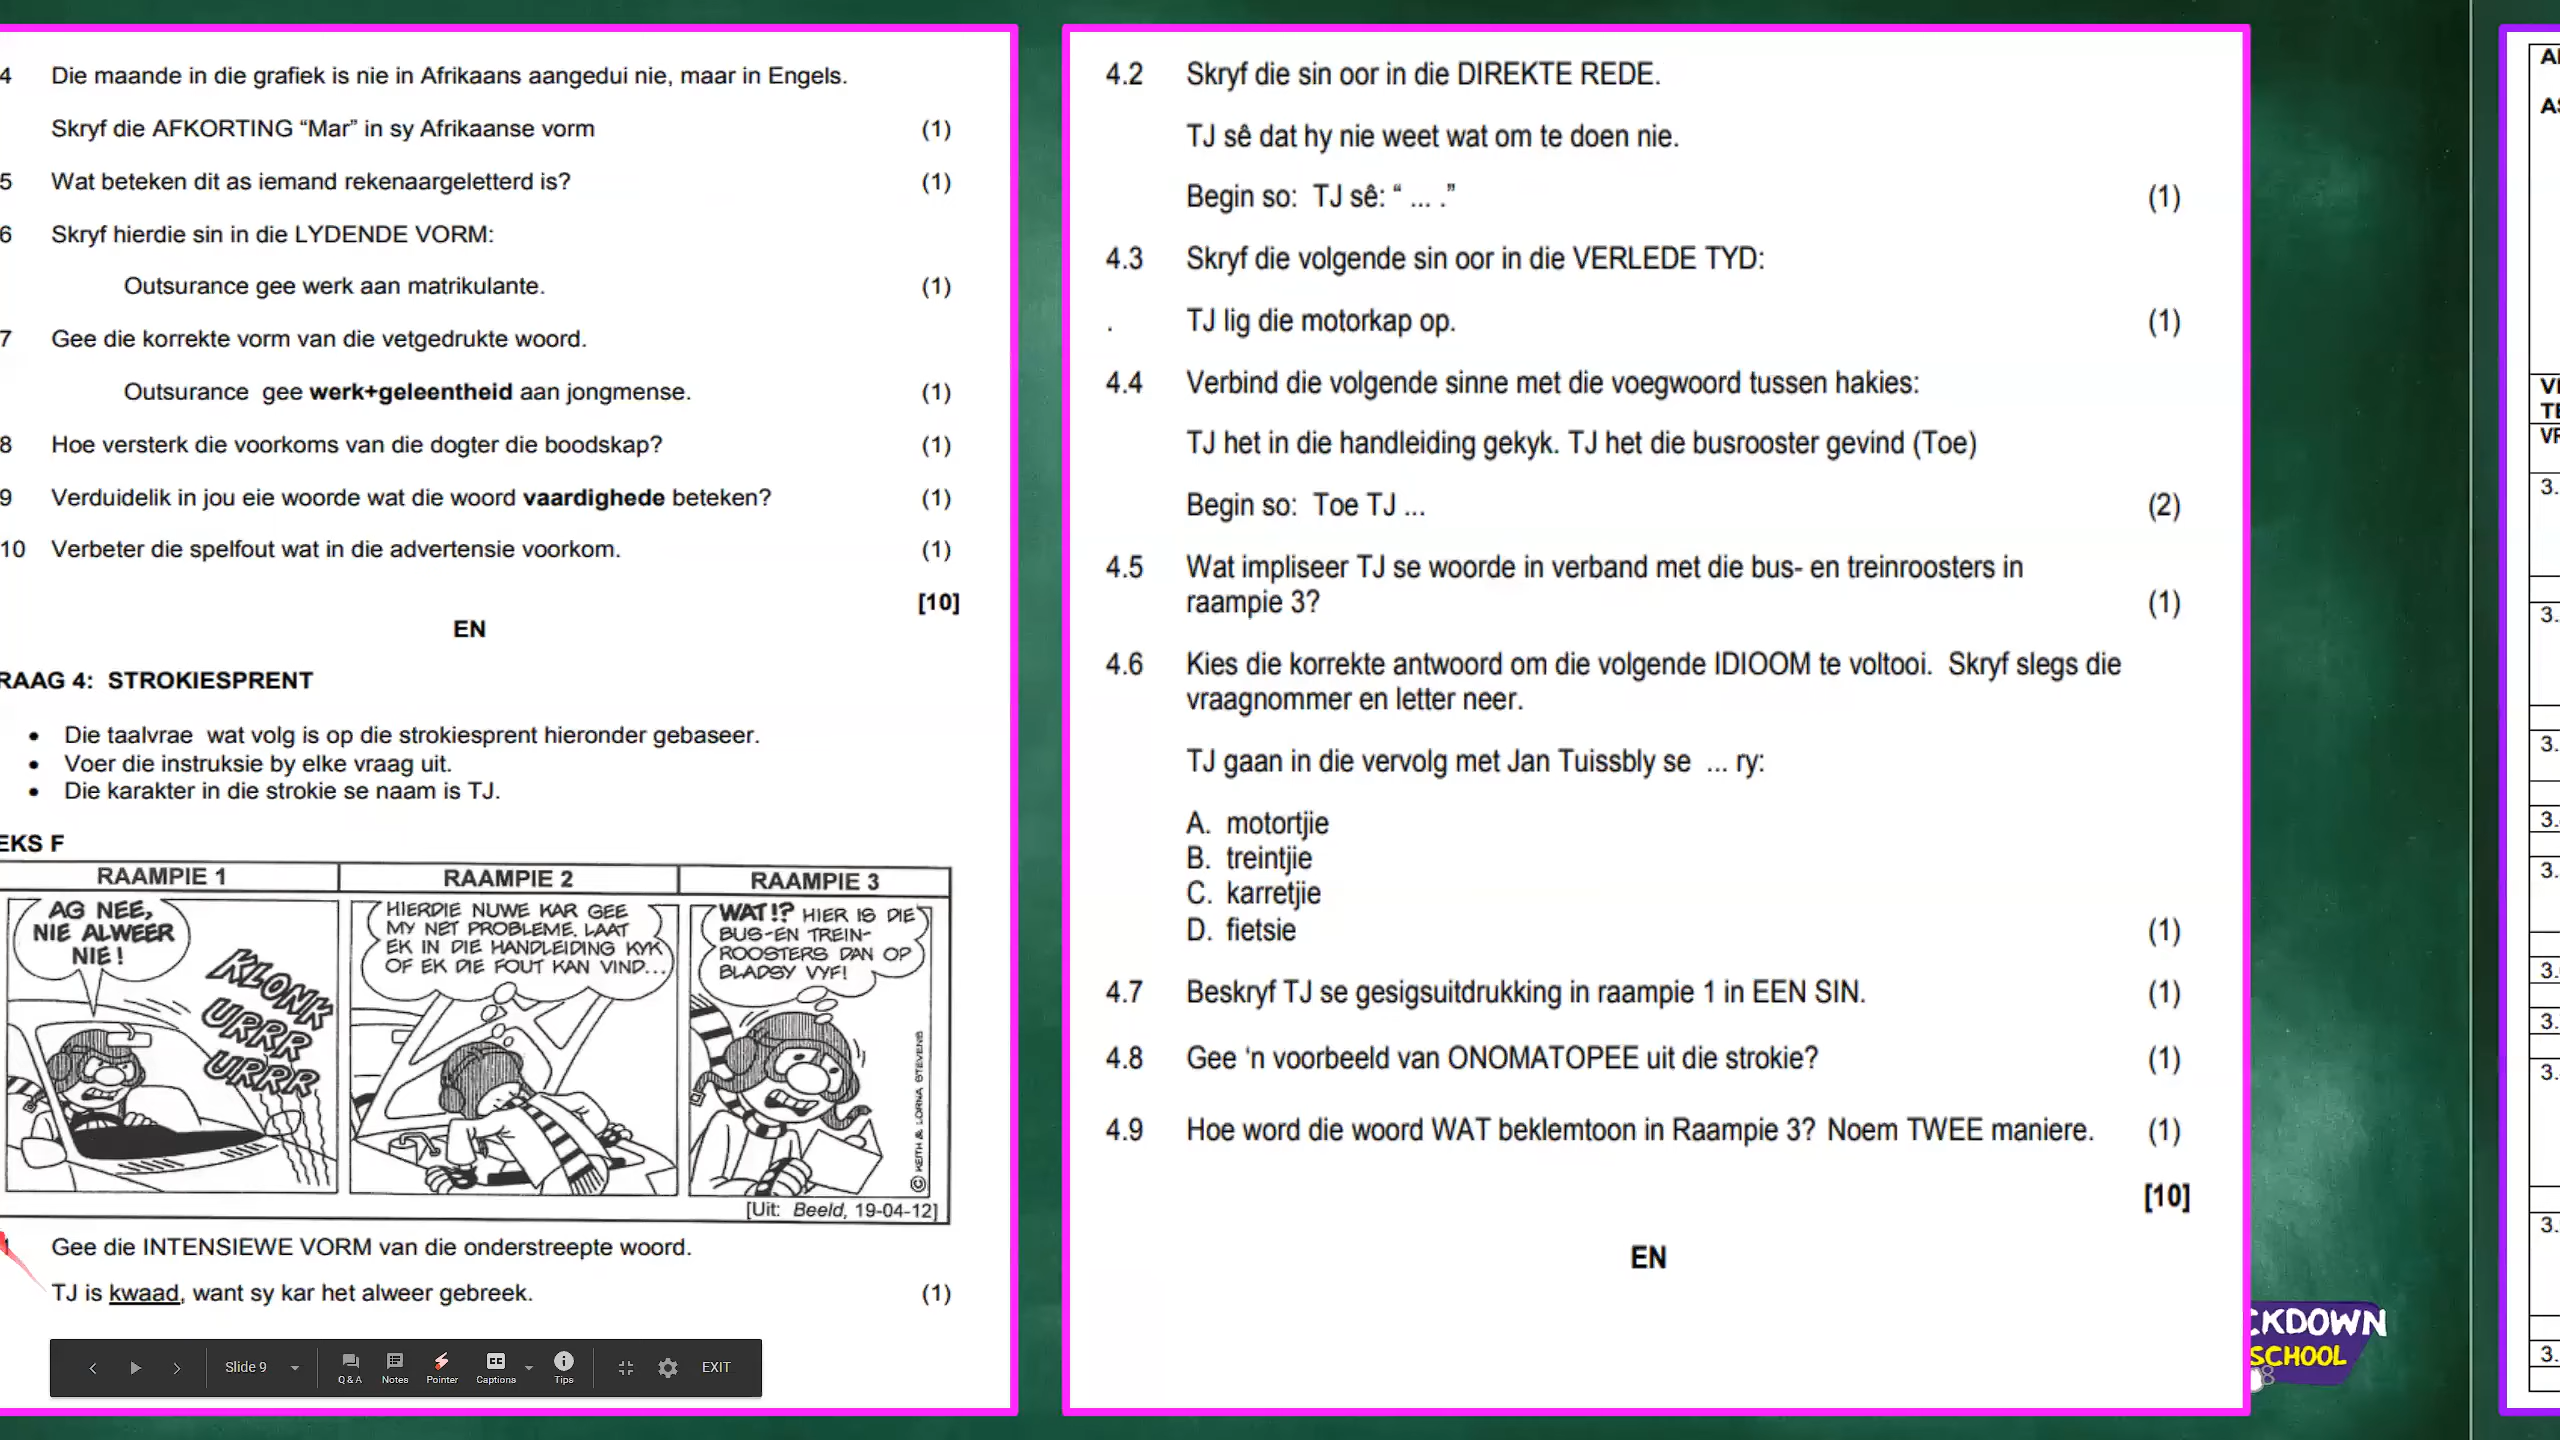 4 Die maande in die grafiek is nie in Afrikaans aangedui nie, maar in Engels.
Skryf die AFKORTING “Mar” in sy Afrikaanse vorm (1)
5 Wat beteken dit as iemand rekenaargeletterd is? (1)
6 Skryf hierdie sin in die LYDENDE VORM:
Outsurance gee werk aan matrikulante. (1)
7 Gee die korrekte vorm van die vetgedrukte woord.
Outsurance gee werk+geleentheid aan jongmense. (1)
8 Hoe versterk die voorkoms van die dogter die boodskap? (1)
9 Verduidelik in jou eie woorde wat die woord vaardighede beteken? (1)
10 Verbeter die spelfout wat in die advertensie voorkom. (1)
[10]
EN
RAAG 4: STROKIESPRENT
• Die taalvrae wat volg is op die strokiesprent hieronder gebaseer.
• Voer die instruksie by elke vraag uit.
• Die karakter in die strokie se naam is TJ.
EKS F
RAAMPIE 1
RAAMPIE 2
RAAMPIE 3
AG NEE,
NIE ALWEER
NIE!
KLONK
URRR
URRR
HIERDIE NUWE KAR GEE
MY NET PROBLEME. LAAT
EK IN DIE HANDLEIDING KYK
OF EK DIE FOUT KAN VIND...
WAT!? HIER IS DIE
BUS-EN TREIN-
ROOSTERS DAN OP
BLADSY VYF!
© KEITH & LORNA STEVENS
[Uit: Beeld, 19-04-12]
Gee die INTENSIEWE VORM van die onderstreepte woord.
TJ is kwaad, want sy kar het alweer gebreek. (1)
Slide 9
Q&A
Notes
Pointer
CC
Captions
Tips
EXIT
4.2 Skryf die sin oor in die DIREKTE REDE.
TJ sê dat hy nie weet wat om te doen nie.
Begin so: TJ sê: “ ... .” (1)
4.3 Skryf die volgende sin oor in die VERLEDE TYD:
. TJ lig die motorkap op. (1)
4.4 Verbind die volgende sinne met die voegwoord tussen hakies:
TJ het in die handleiding gekyk. TJ het die busrooster gevind (Toe)
Begin so: Toe TJ ... (2)
4.5 Wat impliseer TJ se woorde in verband met die bus- en treinroosters in
raampie 3? (1)
4.6 Kies die korrekte antwoord om die volgende IDIOOM te voltooi. Skryf slegs die
vraagnommer en letter neer.
TJ gaan in die vervolg met Jan Tuissbly se ... ry:
A. motortjie
B. treintjie
C. karretjie
D. fietsie (1)
4.7 Beskryf TJ se gesigsuitdrukking in raampie 1 in EEN SIN. (1)
4.8 Gee ‘n voorbeeld van ONOMATOPEE uit die strokie? (1)
4.9 Hoe word die woord WAT beklemtoon in Raampie 3? Noem TWEE maniere. (1)
[10]
EN
CKDOWN
SCHOOL
3.
3.
3.
3.
3.
3.
3.
3.
3.
3.